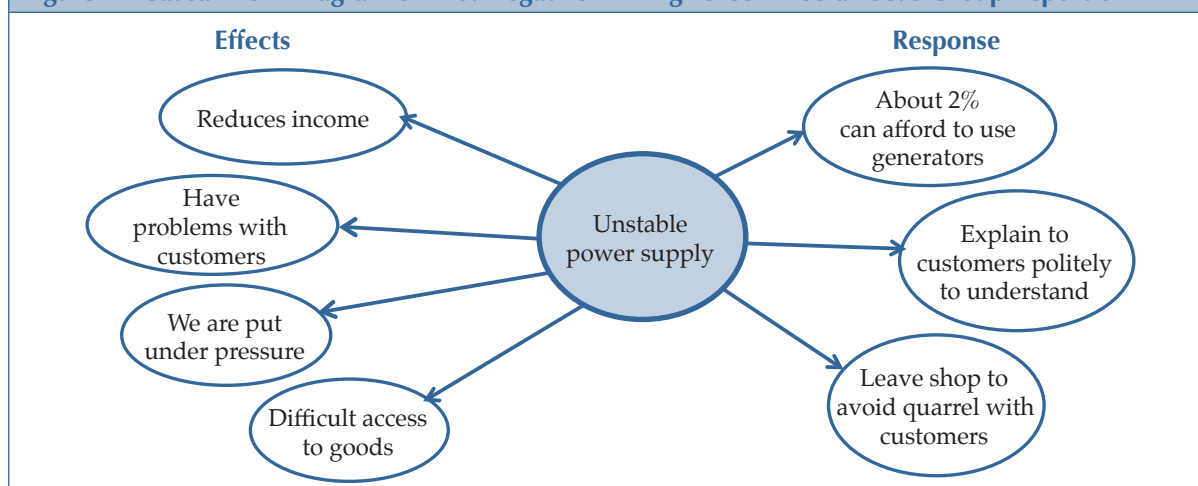 Effects
Response
Reduces income
Have
problems with
customers
We are put
under pressure
Difficult access
to goods
Unstable
power supply
About 2%
can afford to use
generators
Explain to
customers politely
to understand
Leave shop to
avoid quarrel with
customers